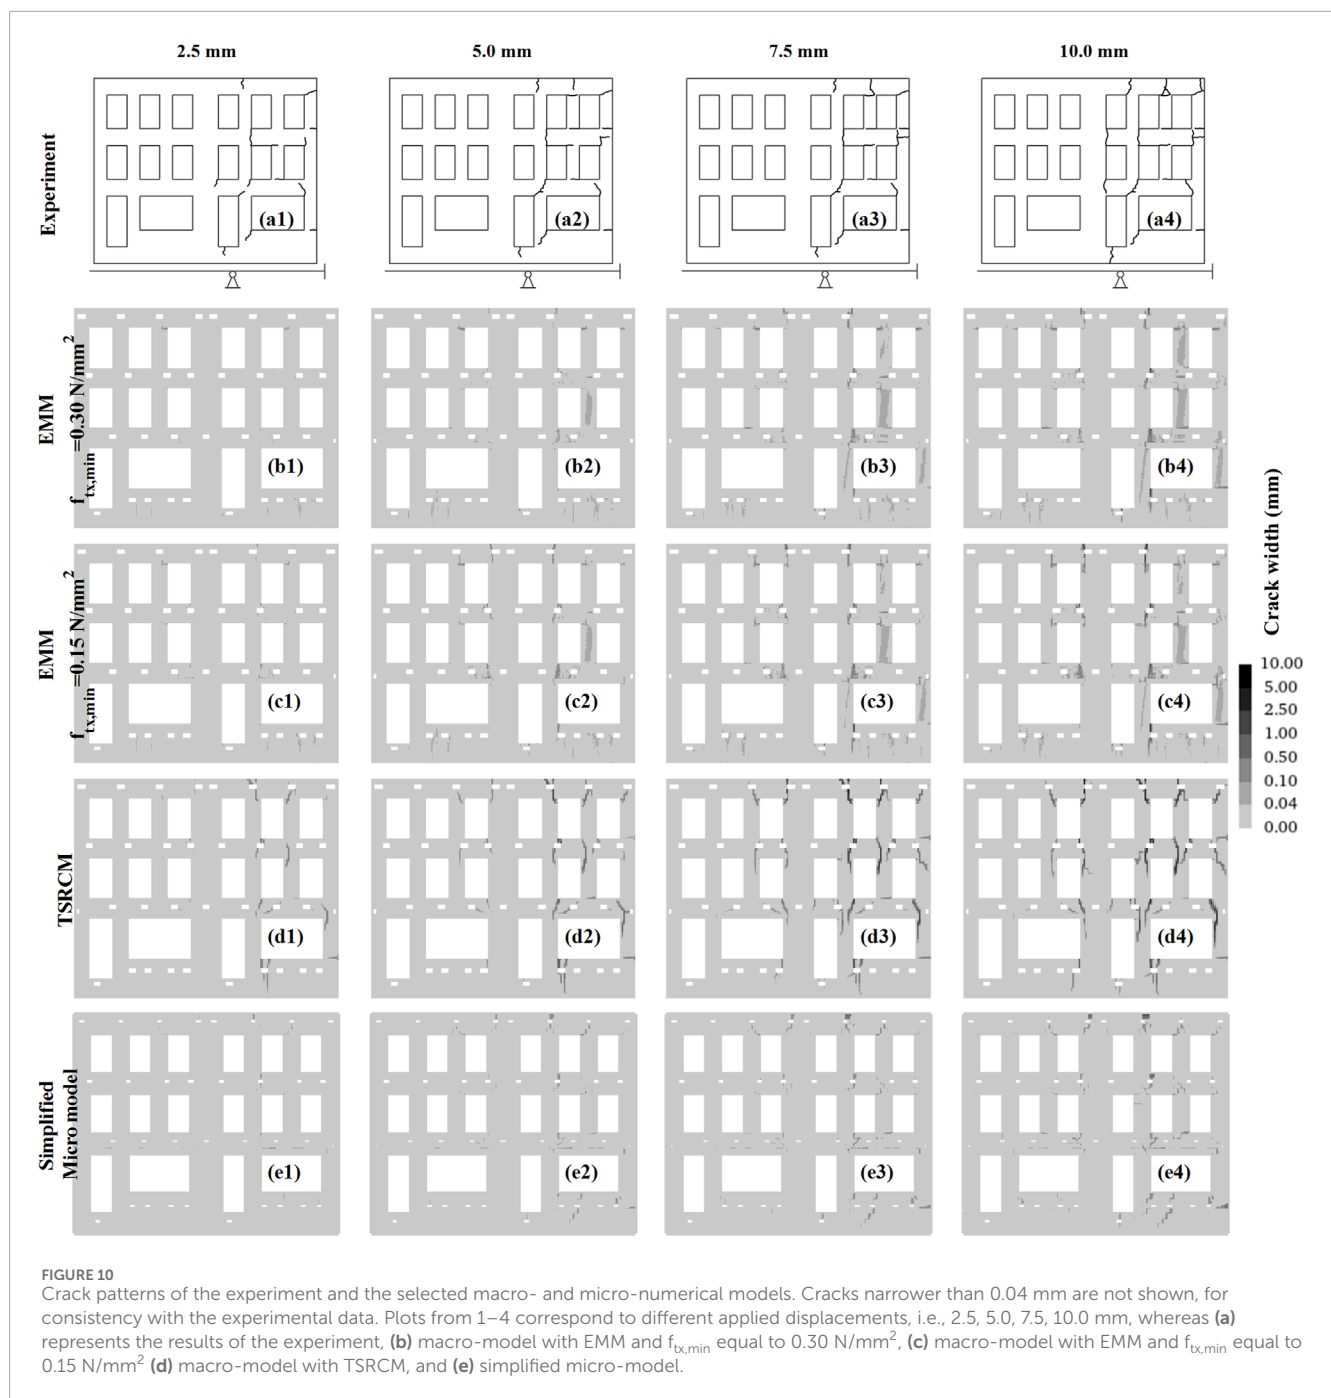 2.5 mm 5.0 mm 7.5 mm 10.0 mm
Experiment
(a1) (a2) (a3) (a4)
EMM
f_tx,min =0.30 N/mm²
(b1) (b2) (b3) (b4)
EMM
f_tx,min =0.15 N/mm²
(c1) (c2) (c3) (c4)
TSRCM
(d1) (d2) (d3) (d4)
Simplified
Micro model
(e1) (e2) (e3) (e4)
Crack width (mm)
10.00
5.00
2.50
1.00
0.50
0.10
0.04
0.00
FIGURE 10
Crack patterns of the experiment and the selected macro- and micro-numerical models. Cracks narrower than 0.04 mm are not shown, for
consistency with the experimental data. Plots from 1–4 correspond to different applied displacements, i.e., 2.5, 5.0, 7.5, 10.0 mm, whereas (a)
represents the results of the experiment, (b) macro-model with EMM and f_tx,min equal to 0.30 N/mm², (c) macro-model with EMM and f_tx,min equal to
0.15 N/mm² (d) macro-model with TSRCM, and (e) simplified micro-model.